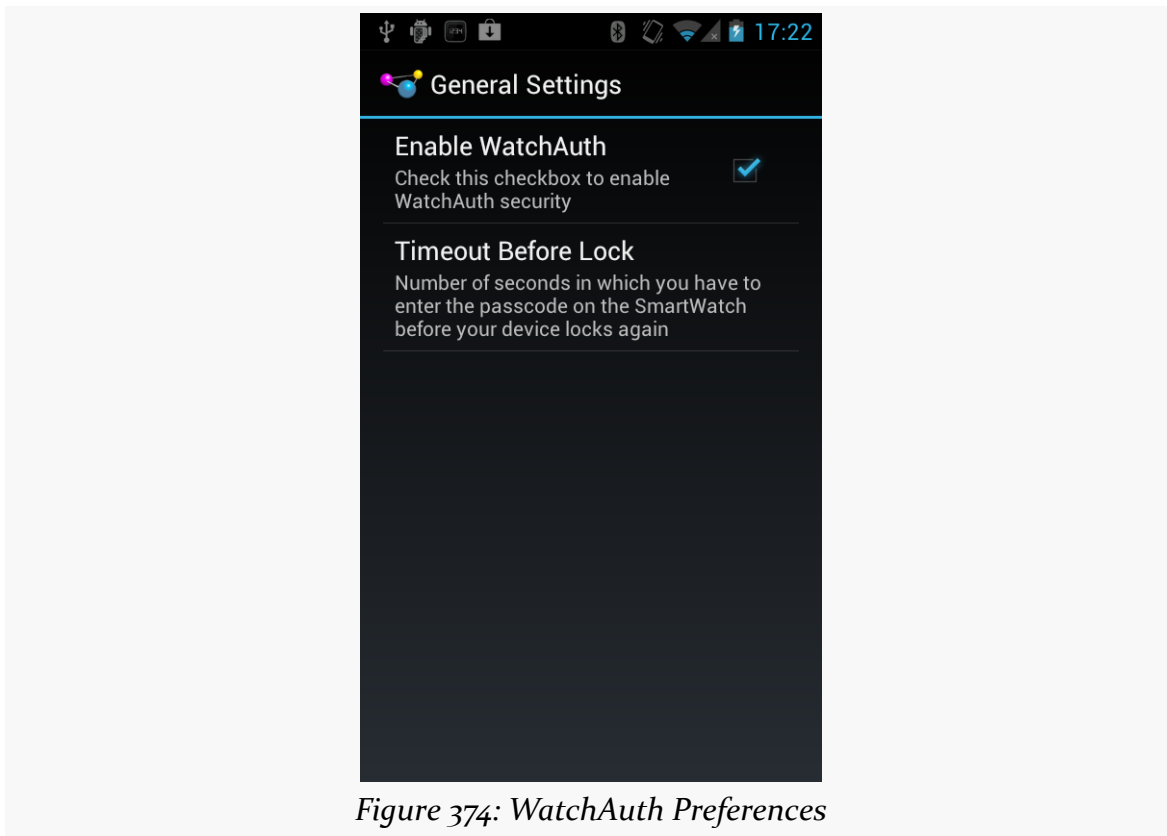 17:22
General Settings
Enable WatchAuth
Check this checkbox to enable
WatchAuth security
Timeout Before Lock
Number of seconds in which you have to
enter the passcode on the SmartWatch
before your device locks again
Figure 374: WatchAuth Preferences